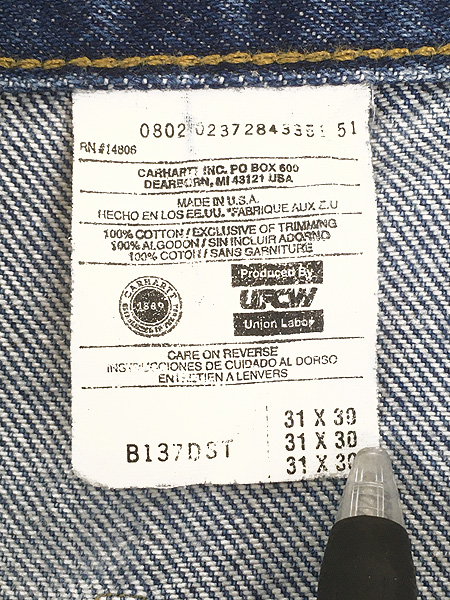 0802 02372843351 51
RN #14806
CARHARTT INC. PO BOX 600
DEARBORN, MI 43121 USA
MADE IN U.S.A.
HECHO EN LOS EE.UU. *FABRIQUE AUX E.U
100% COTTON / EXCLUSIVE OF TRIMMING
100% ALGODON / SIN INCLUIR ADORNO
100% COTON / SANS GARNITURE
CARHARTT
1889
Produced By
UFCW
Union Labor
CARE ON REVERSE
INSTRUCCIONES DE CUIDADO AL DORSO
ENTRETIEN A L'ENVERS
31 X 30
B137DST 31 X 30
31 X 30